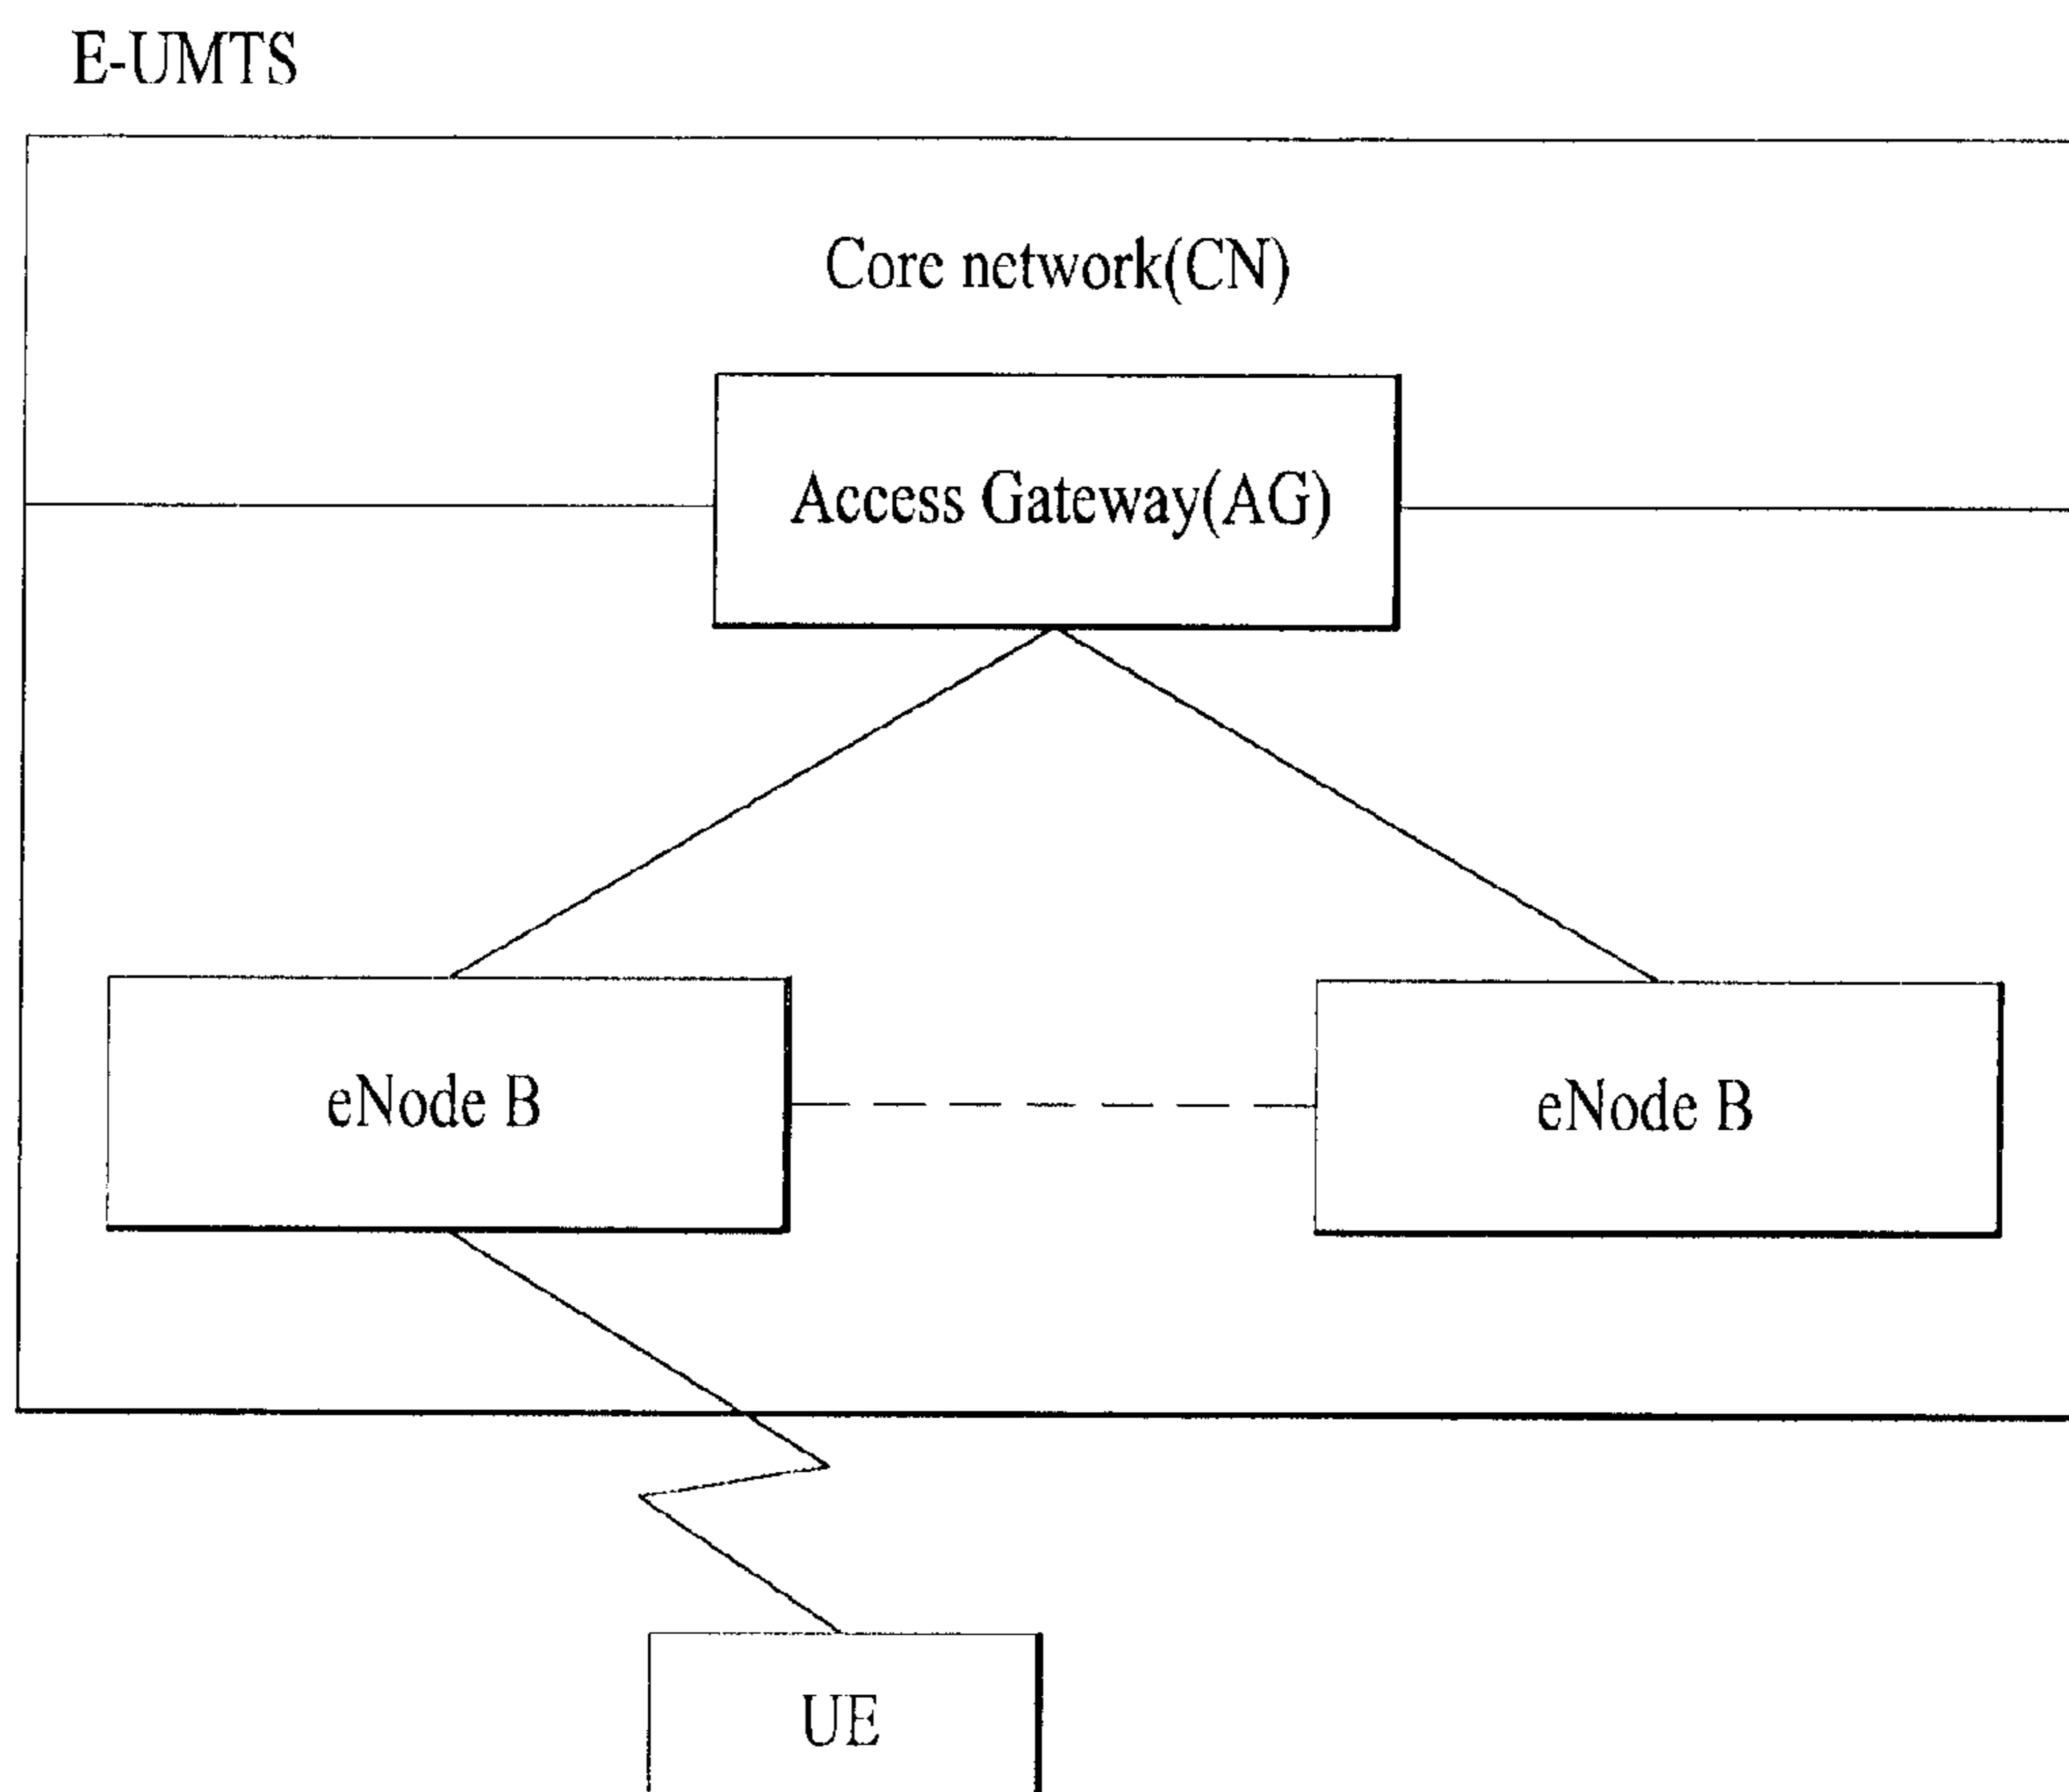 E-UMTS
Core network(CN)
Access Gateway(AG)
eNode B
eNode B
UE